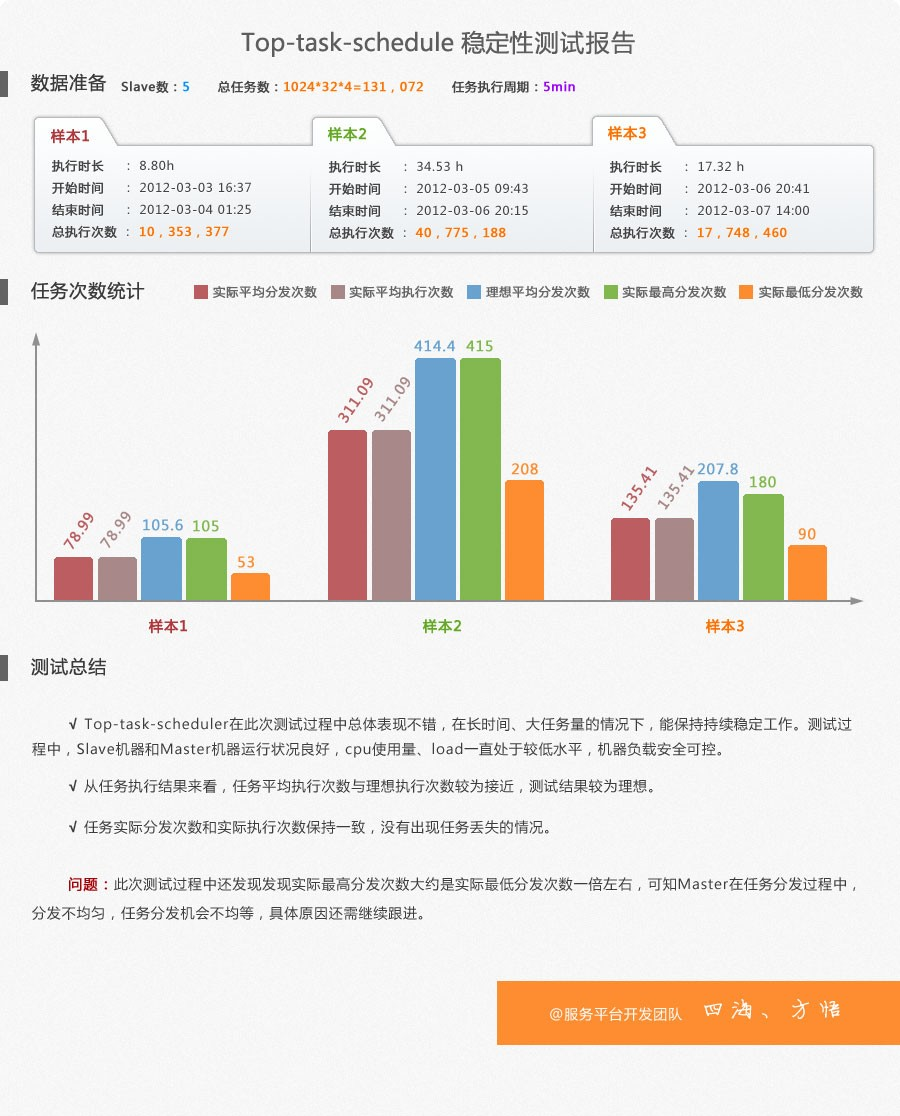 Top-task-schedule 稳定性测试报告
数据准备 Slave数：5 总任务数：1024*32*4=131，072 任务执行周期：5min
样本1
执行时长 ： 8.80h
开始时间 ： 2012-03-03 16:37
结束时间 ： 2012-03-04 01:25
总执行次数 ： 10，353，377
样本2
执行时长 ： 34.53 h
开始时间 ： 2012-03-05 09:43
结束时间 ： 2012-03-06 20:15
总执行次数 ： 40，775，188
样本3
执行时长 ： 17.32 h
开始时间 ： 2012-03-06 20:41
结束时间 ： 2012-03-07 14:00
总执行次数 ： 17，748，460
任务次数统计 实际平均分发次数 实际平均执行次数 理想平均分发次数 实际最高分发次数 实际最低分发次数
78.99 78.99 105.6 105 53
311.09 311.09 414.4 415 208
135.41 135.41 207.8 180 90
样本1 样本2 样本3
测试总结
√ Top-task-scheduler在此次测试过程中总体表现不错，在长时间、大任务量的情况下，能保持持续稳定工作。测试过
程中，Slave机器和Master机器运行状况良好，cpu使用量、load一直处于较低水平，机器负载安全可控。
√ 从任务执行结果来看，任务平均执行次数与理想执行次数较为接近，测试结果较为理想。
√ 任务实际分发次数和实际执行次数保持一致，没有出现任务丢失的情况。
问题：此次测试过程中还发现发现实际最高分发次数大约是实际最低分发次数一倍左右，可知Master在任务分发过程中，
分发不均匀，任务分发机会不均等，具体原因还需继续跟进。
@服务平台开发团队 四海、方悟